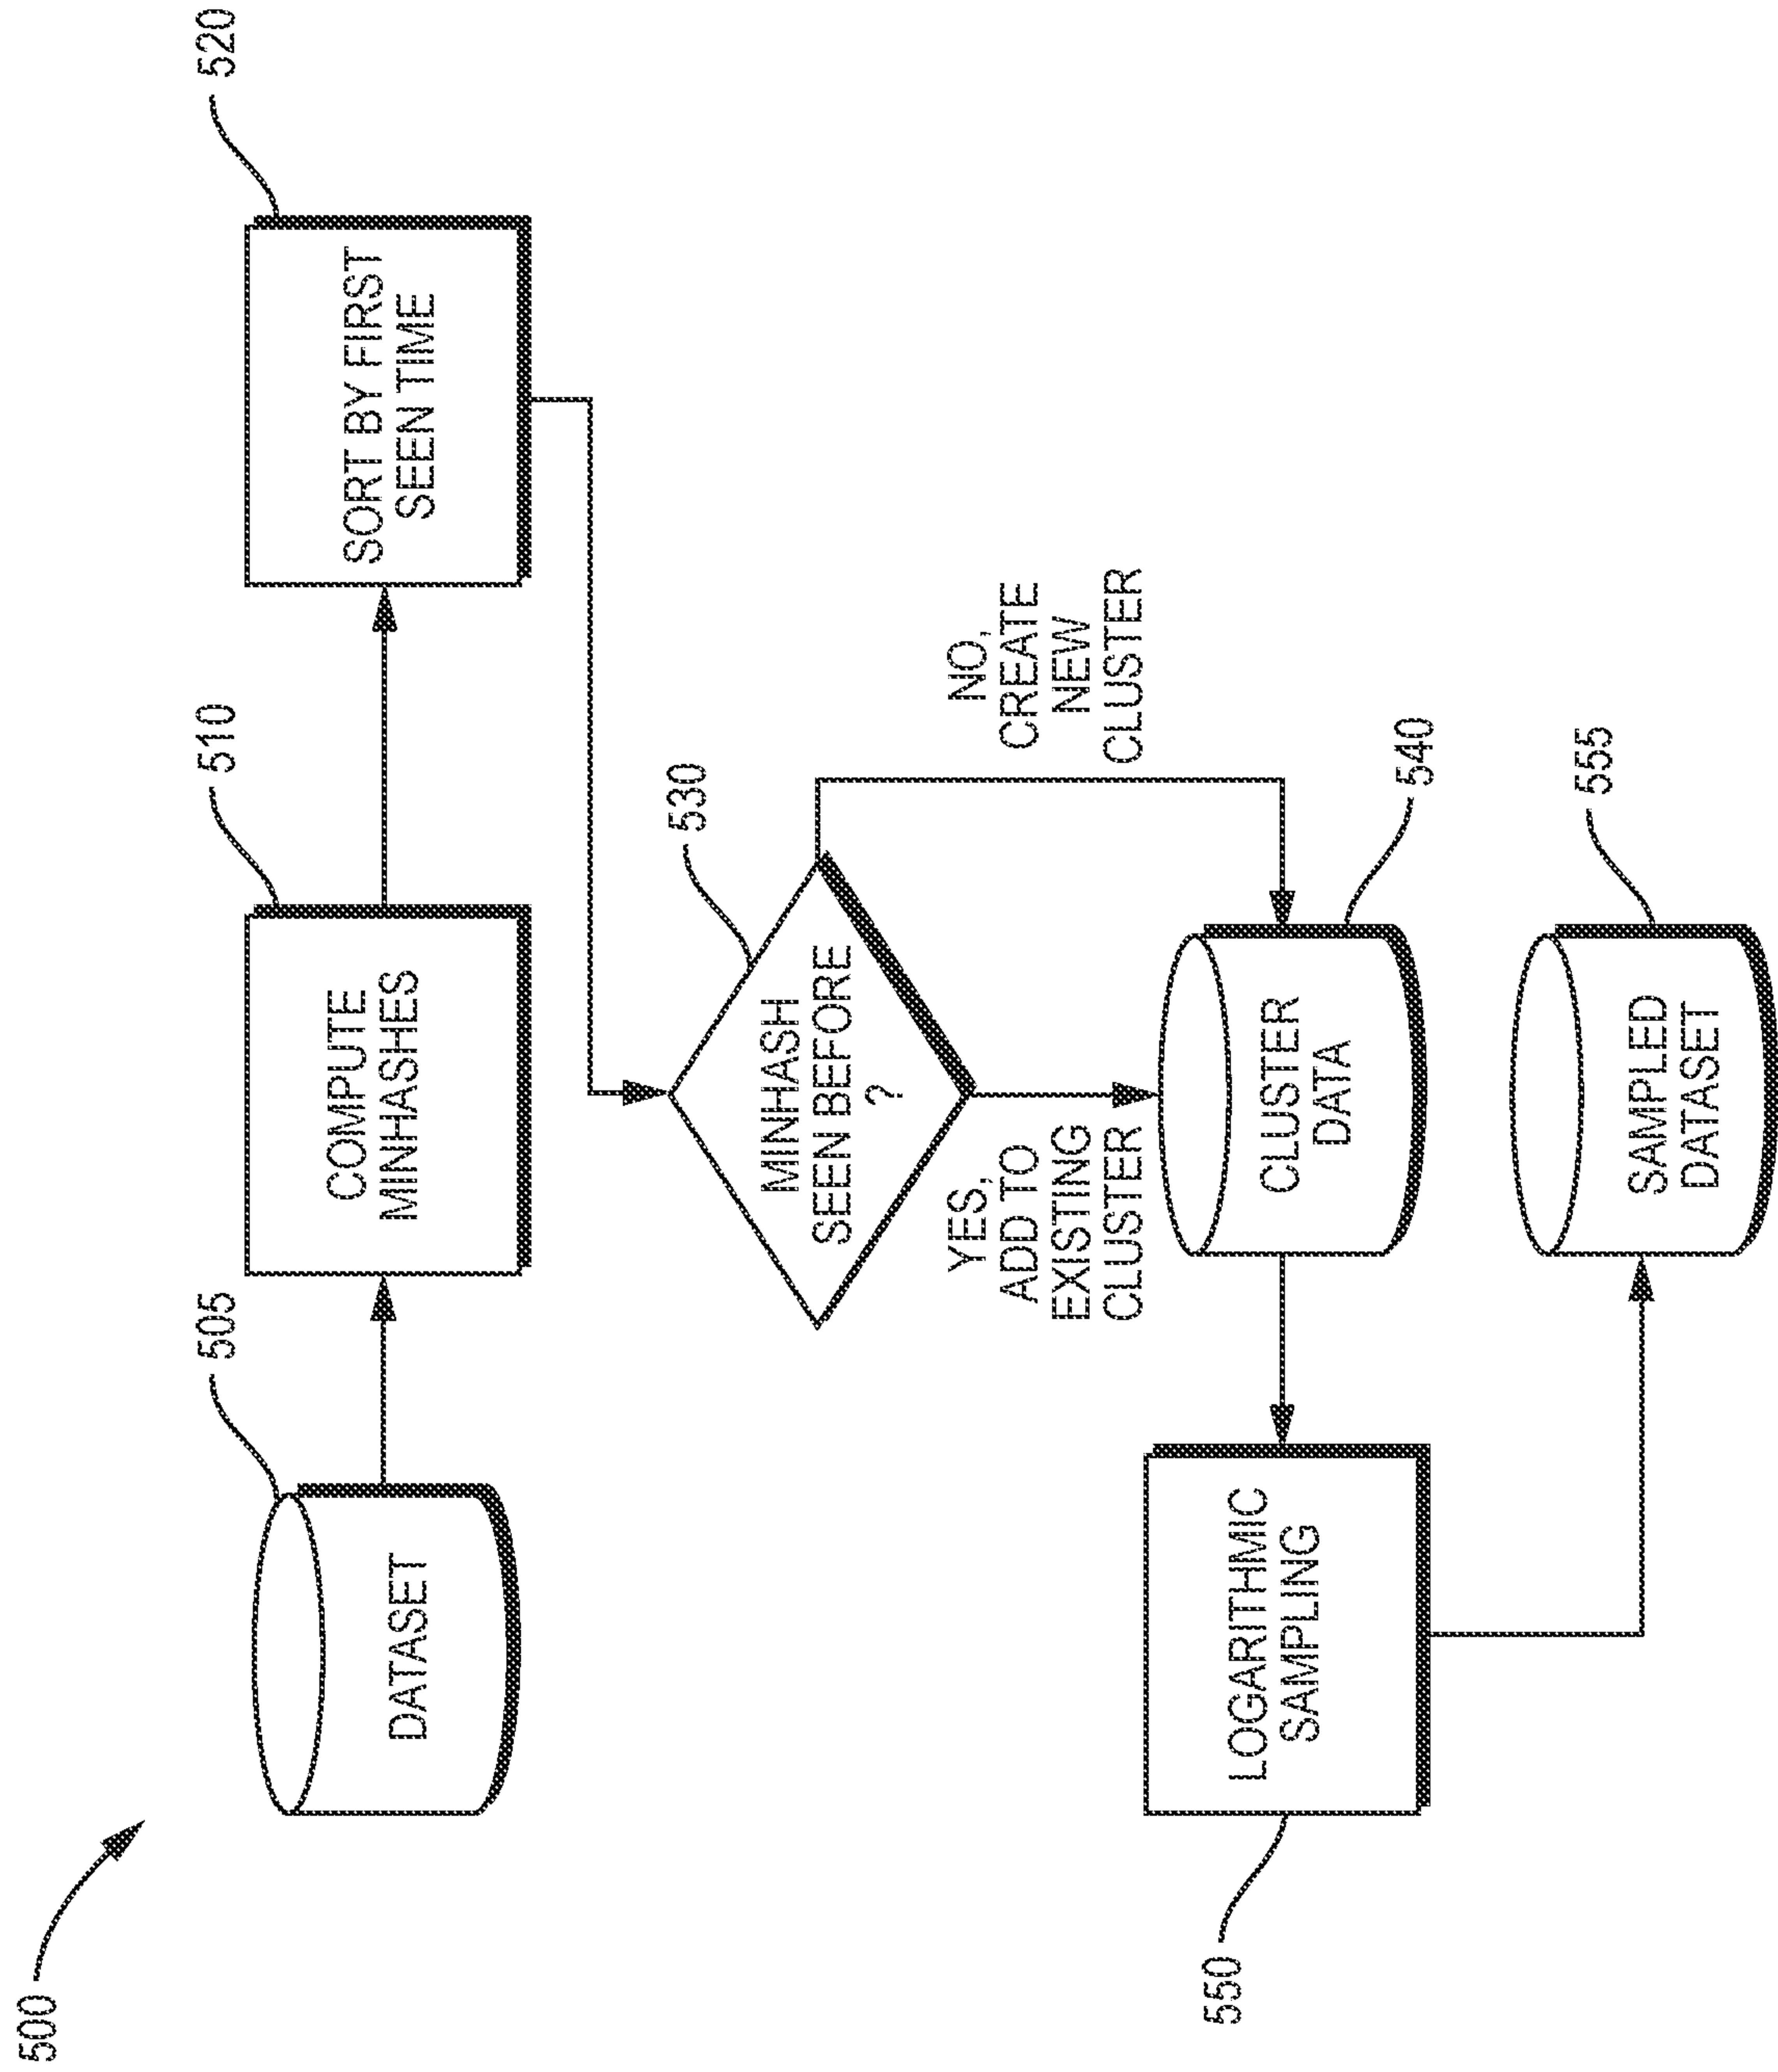 500
505
DATASET
510
COMPUTE
MINHASHES
520
SORT BY FIRST
SEEN TIME
530
MINHASH
SEEN BEFORE
?
YES,
ADD TO
EXISTING
CLUSTER
NO,
CREATE
NEW
CLUSTER
540
CLUSTER
DATA
550
LOGARITHMIC
SAMPLING
555
SAMPLED
DATASET